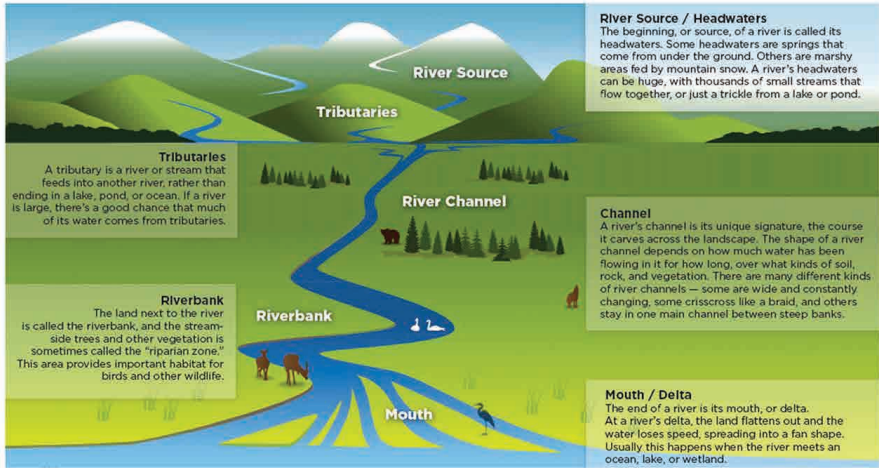 River Source / Headwaters
The beginning, or source, of a river is called its
headwaters. Some headwaters are springs that
come from under the ground. Others are marshy
areas fed by mountain snow. A river's headwaters
can be huge, with thousands of small streams that
flow together, or just a trickle from a lake or pond.
River Source
Tributaries
Tributaries
A tributary is a river or stream that
feeds into another river, rather than
ending in a lake, pond, or ocean. If a river
is large, there's a good chance that much
of its water comes from tributaries.
River Channel
Channel
A river's channel is its unique signature, the course
it carves across the landscape. The shape of a river
channel depends on how much water has been
flowing in it for how long, over what kinds of soil,
rock, and vegetation. There are many different kinds
of river channels — some are wide and constantly
changing, some crisscross like a braid, and others
stay in one main channel between steep banks.
Riverbank
The land next to the river
is called the riverbank, and the stream-
side trees and other vegetation is
sometimes called the "riparian zone."
This area provides important habitat for
birds and other wildlife.
Riverbank
Mouth
Mouth / Delta
The end of a river is its mouth, or delta.
At a river's delta, the land flattens out and the
water loses speed, spreading into a fan shape.
Usually this happens when the river meets an
ocean, lake, or wetland.